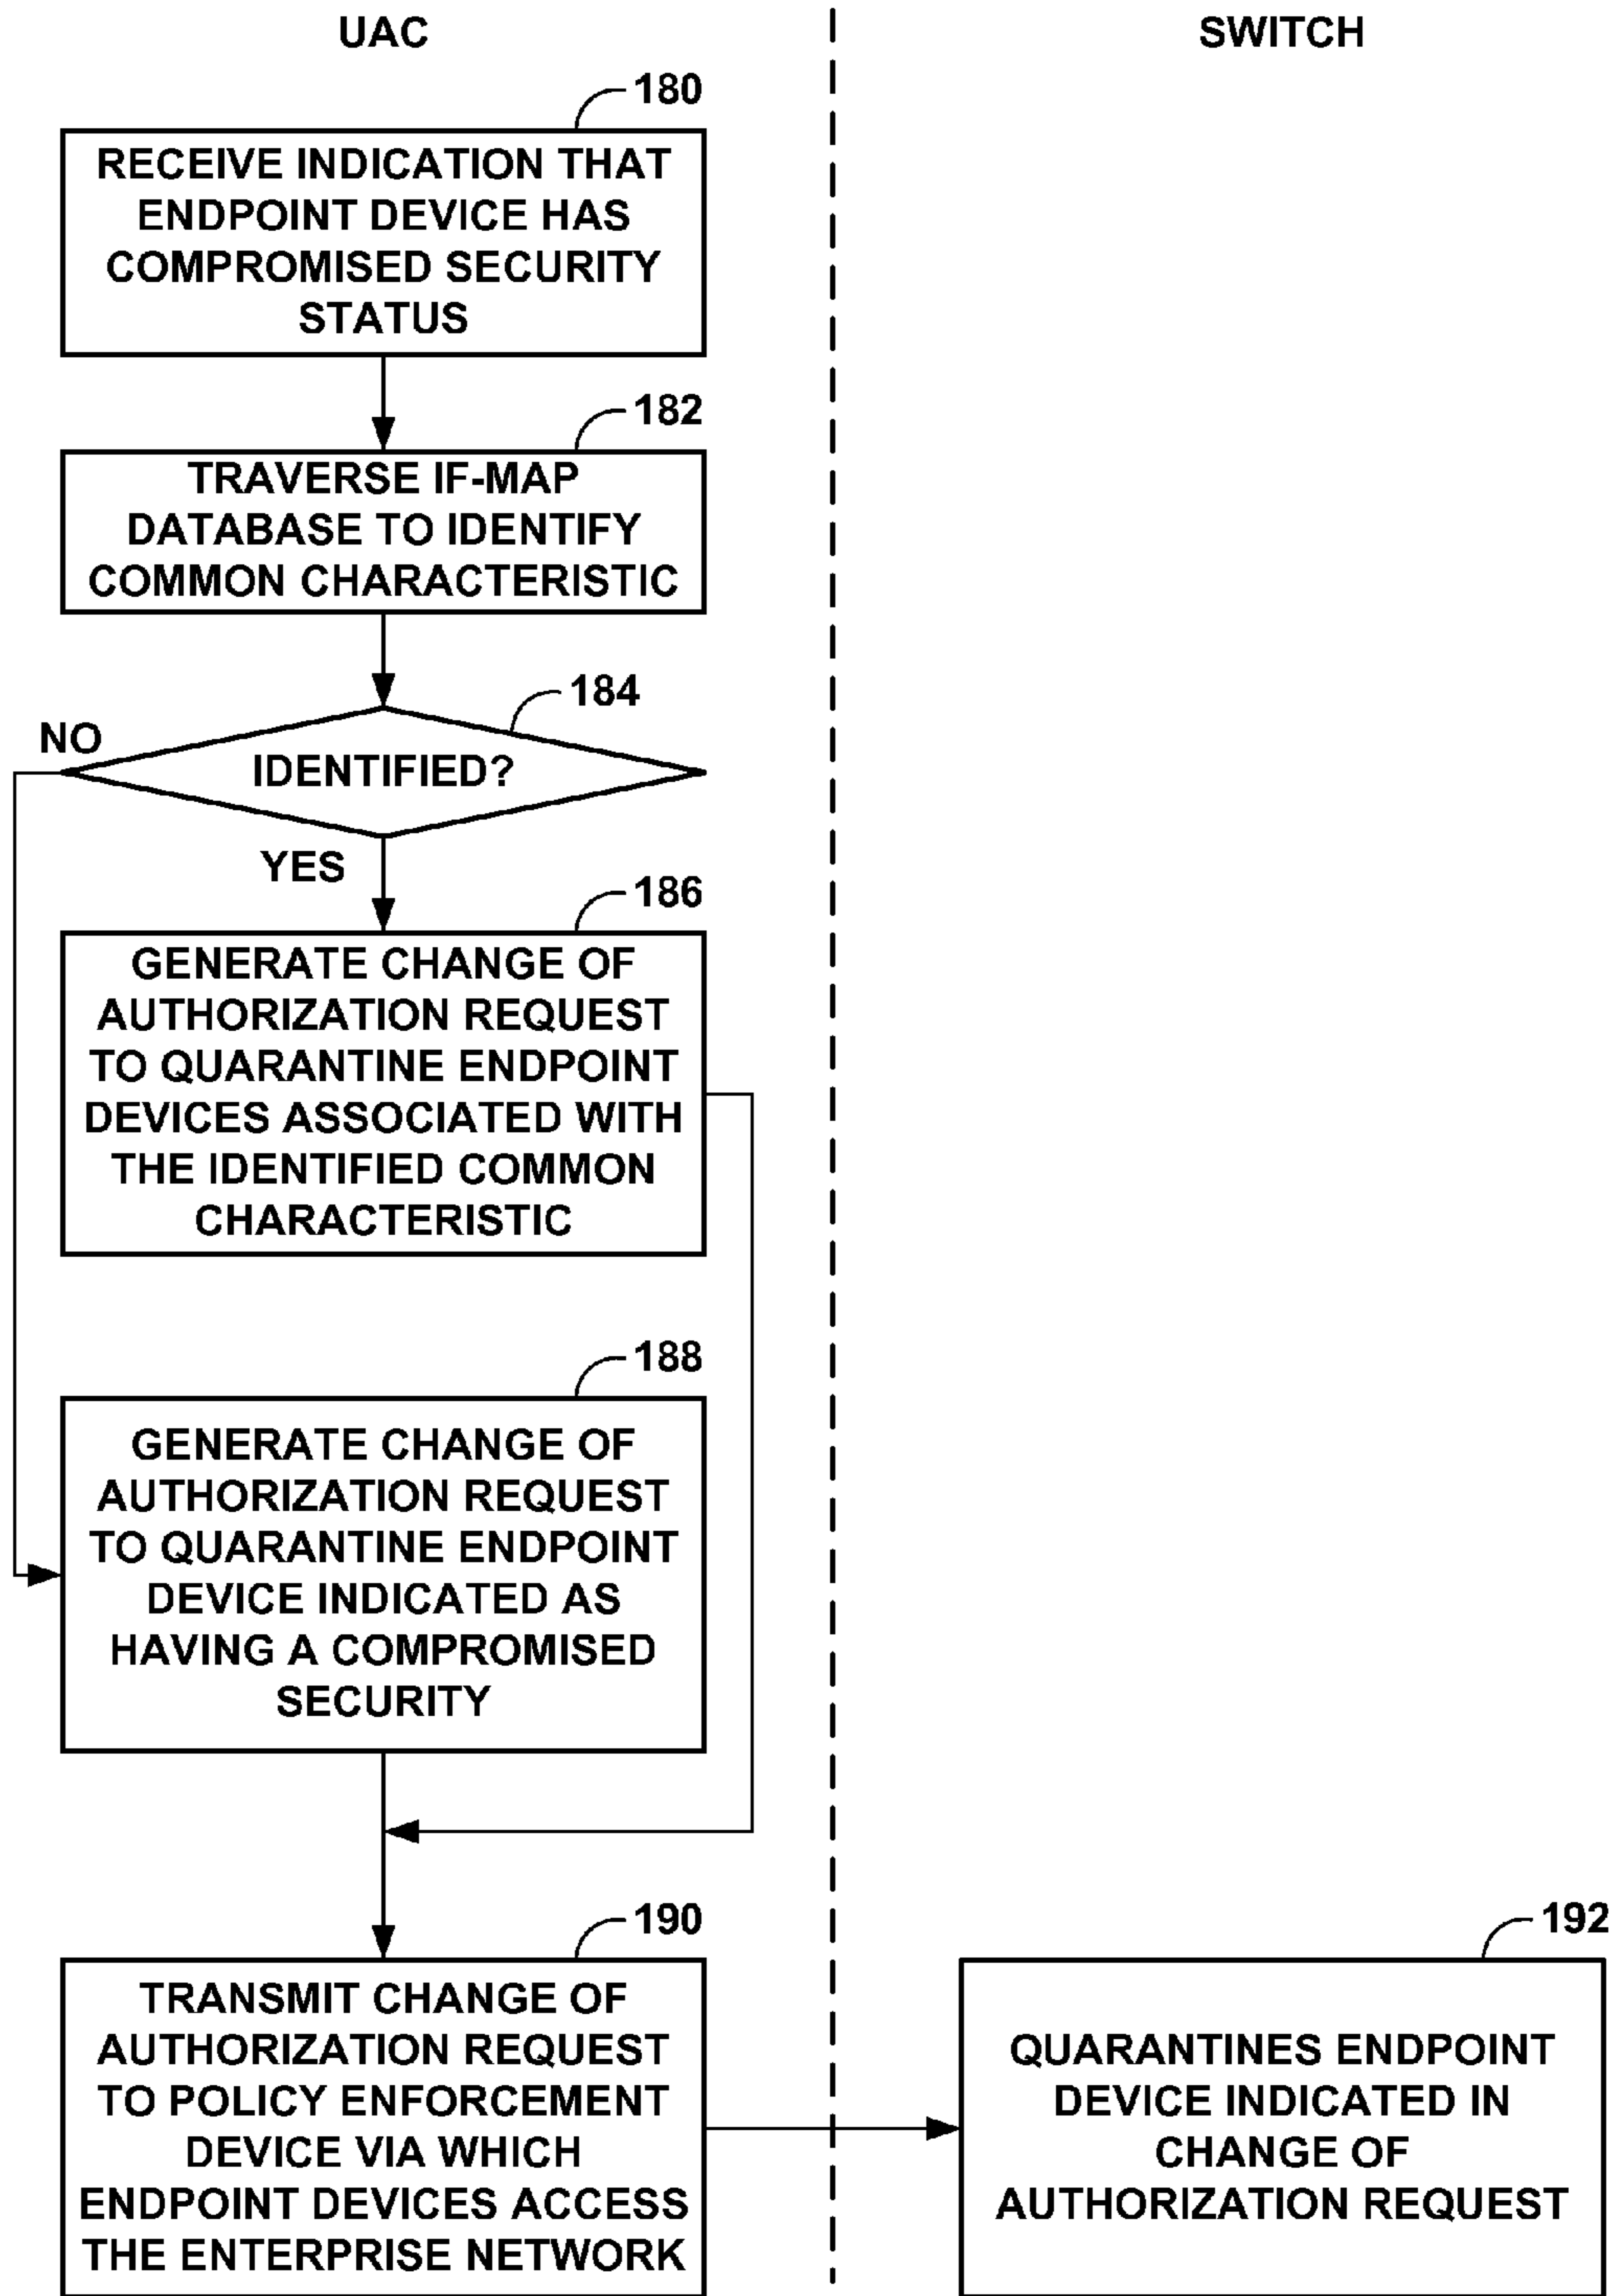 UAC
SWITCH
180
RECEIVE INDICATION THAT
ENDPOINT DEVICE HAS
COMPROMISED SECURITY
STATUS
182
TRAVERSE IF-MAP
DATABASE TO IDENTIFY
COMMON CHARACTERISTIC
184
NO
IDENTIFIED?
YES
186
GENERATE CHANGE OF
AUTHORIZATION REQUEST
TO QUARANTINE ENDPOINT
DEVICES ASSOCIATED WITH
THE IDENTIFIED COMMON
CHARACTERISTIC
188
GENERATE CHANGE OF
AUTHORIZATION REQUEST
TO QUARANTINE ENDPOINT
DEVICE INDICATED AS
HAVING A COMPROMISED
SECURITY
190
TRANSMIT CHANGE OF
AUTHORIZATION REQUEST
TO POLICY ENFORCEMENT
DEVICE VIA WHICH
ENDPOINT DEVICES ACCESS
THE ENTERPRISE NETWORK
192
QUARANTINES ENDPOINT
DEVICE INDICATED IN
CHANGE OF
AUTHORIZATION REQUEST